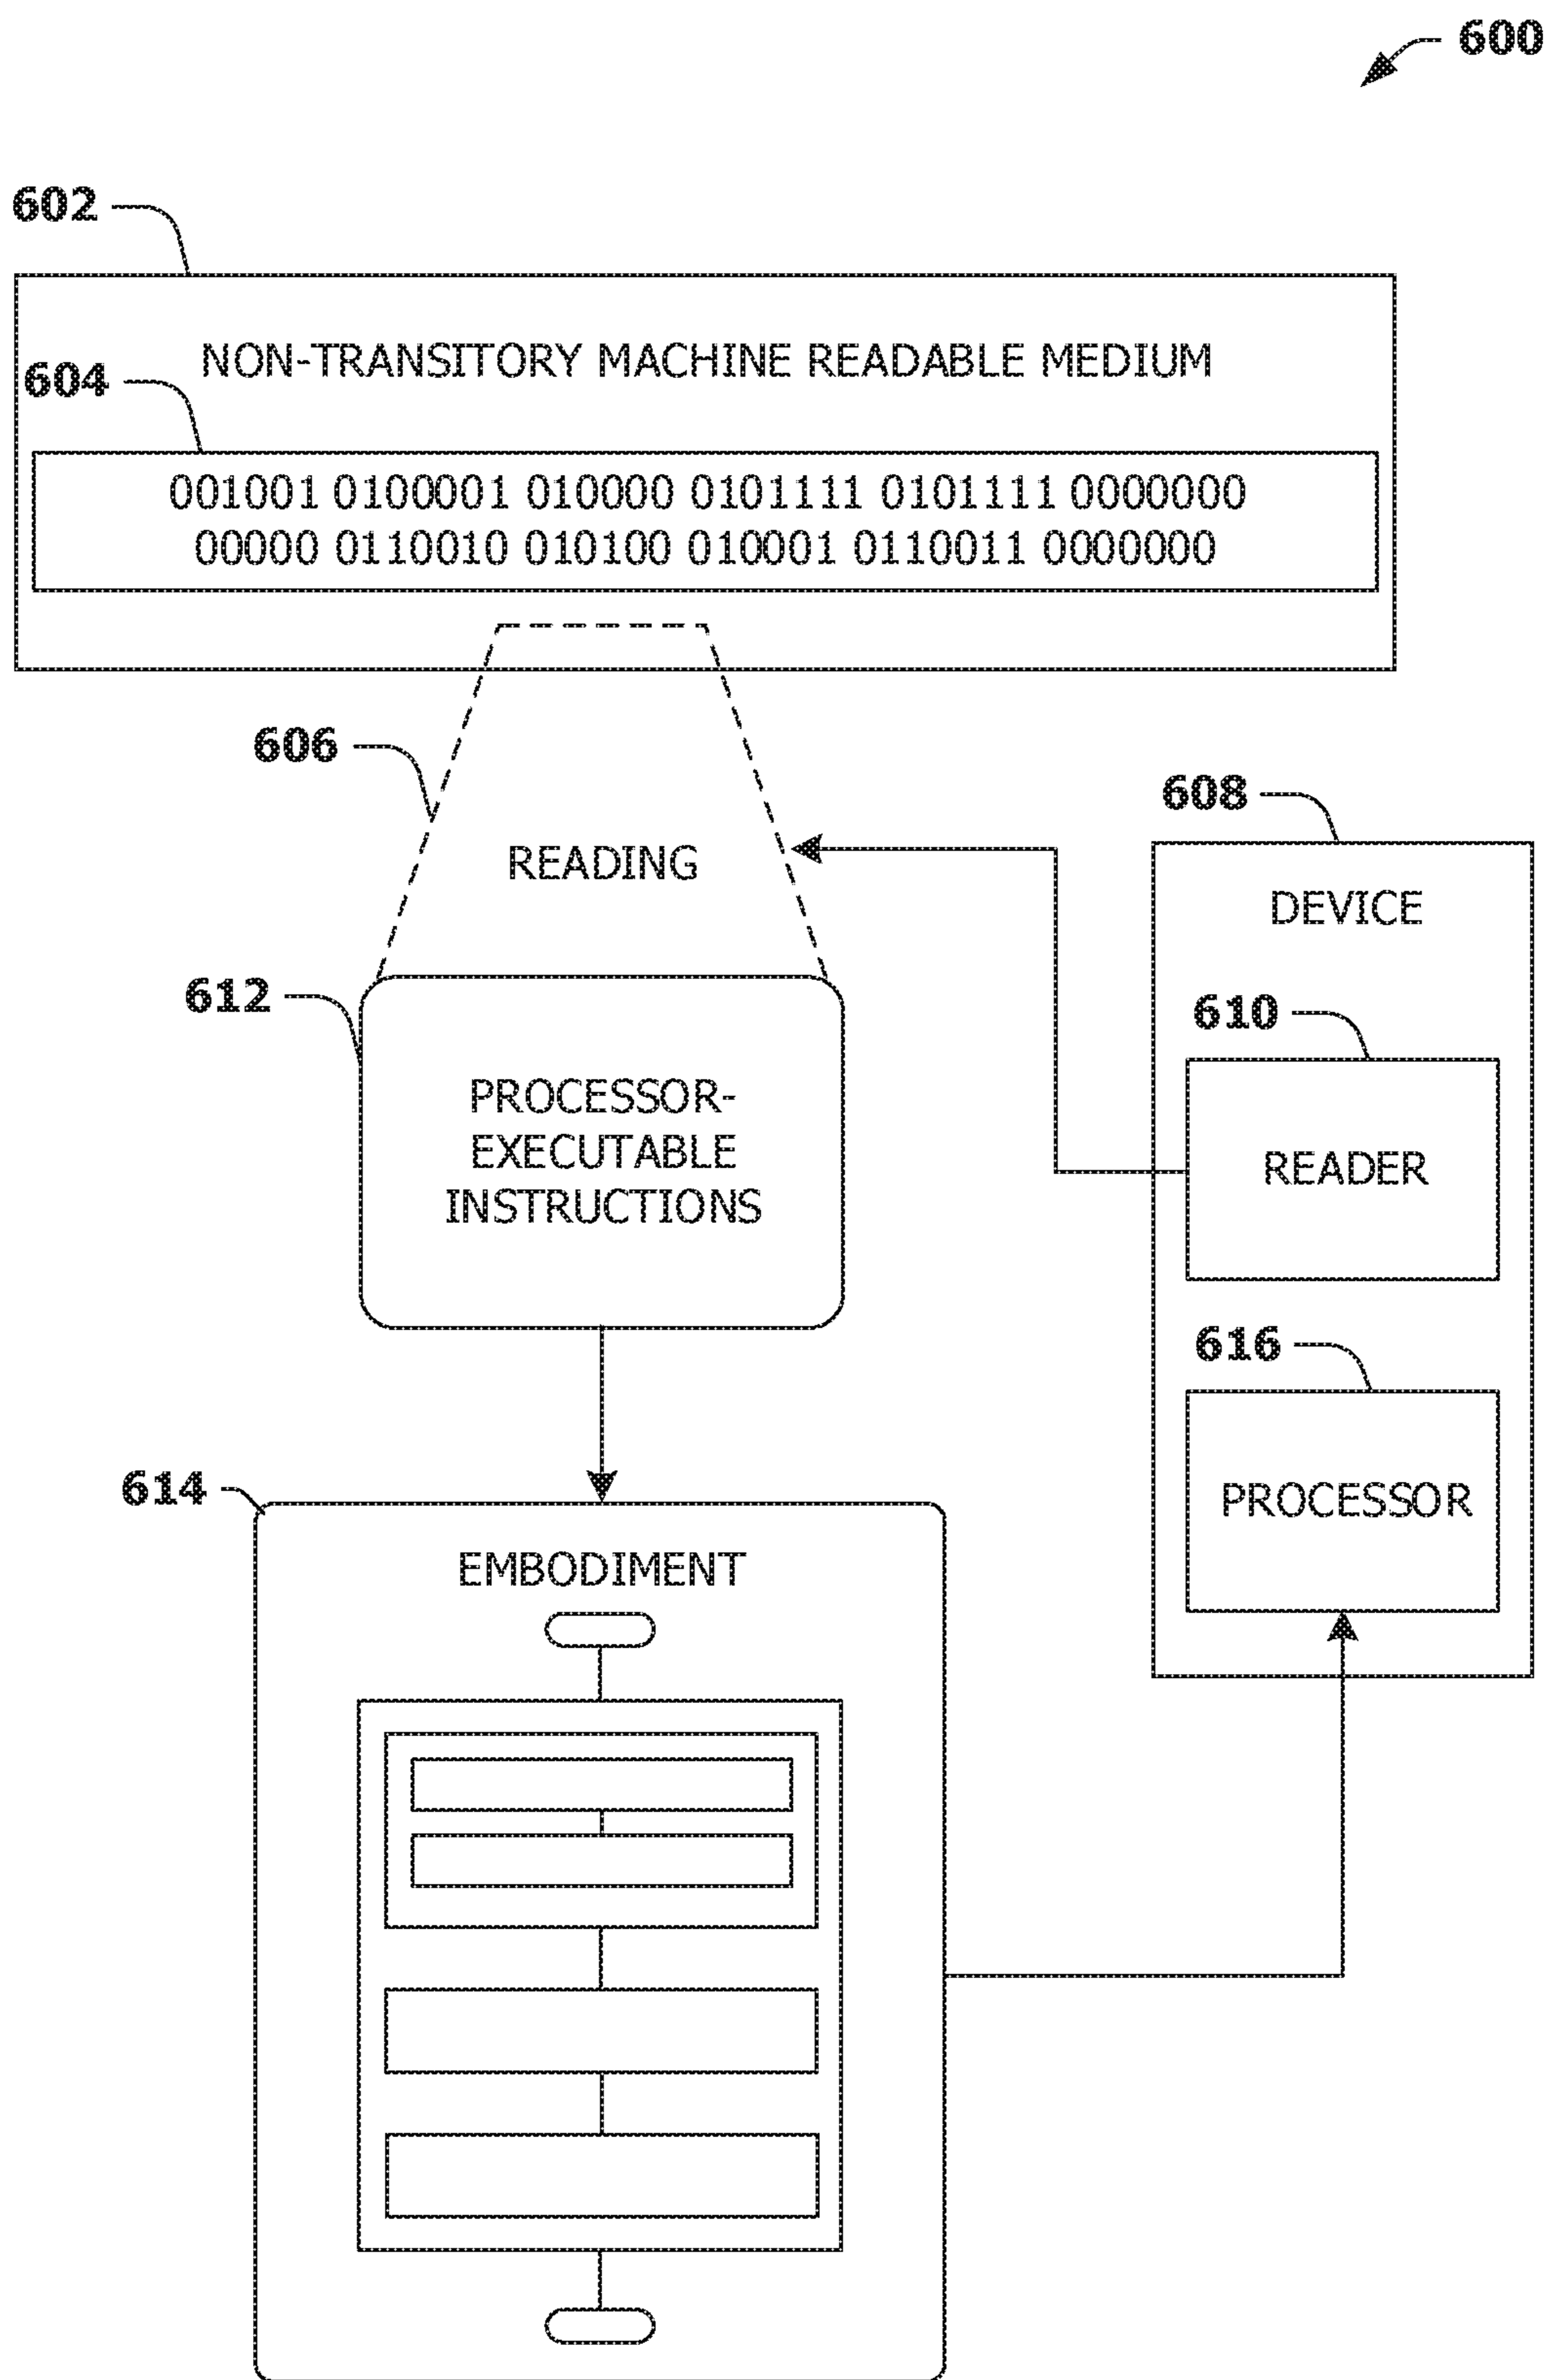 600
602
NON-TRANSITORY MACHINE READABLE MEDIUM
604
001001 0100001 010000 0101111 0101111 0000000
00000 0110010 010100 010001 0110011 0000000
606
READING
608
DEVICE
612
PROCESSOR-
EXECUTABLE
INSTRUCTIONS
610
READER
616
PROCESSOR
614
EMBODIMENT